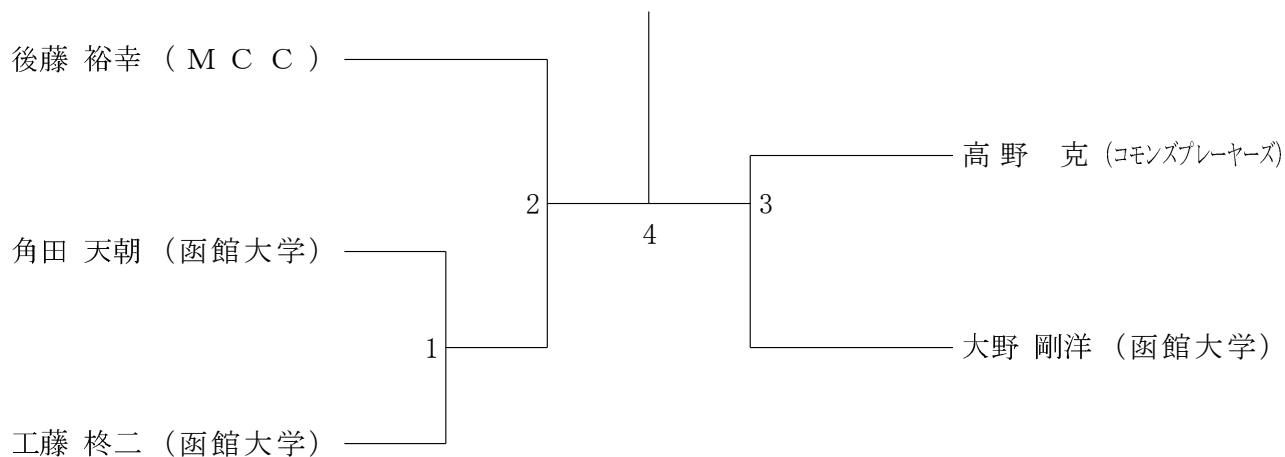 後藤 裕幸 (ＭＣＣ)
角田 天朝 (函館大学)
工藤 柊二 (函館大学)
1
2
4
3
高野 克 (コモンズプレーヤーズ)
大野 剛洋 (函館大学)